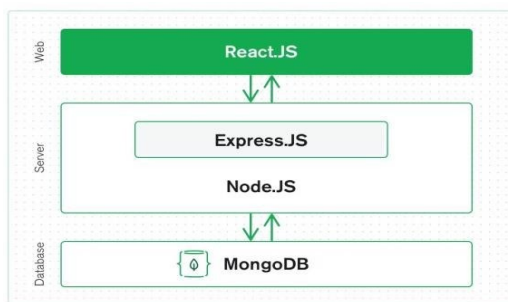 Web
React.JS
Server
Express.JS
Node.JS
Database
MongoDB